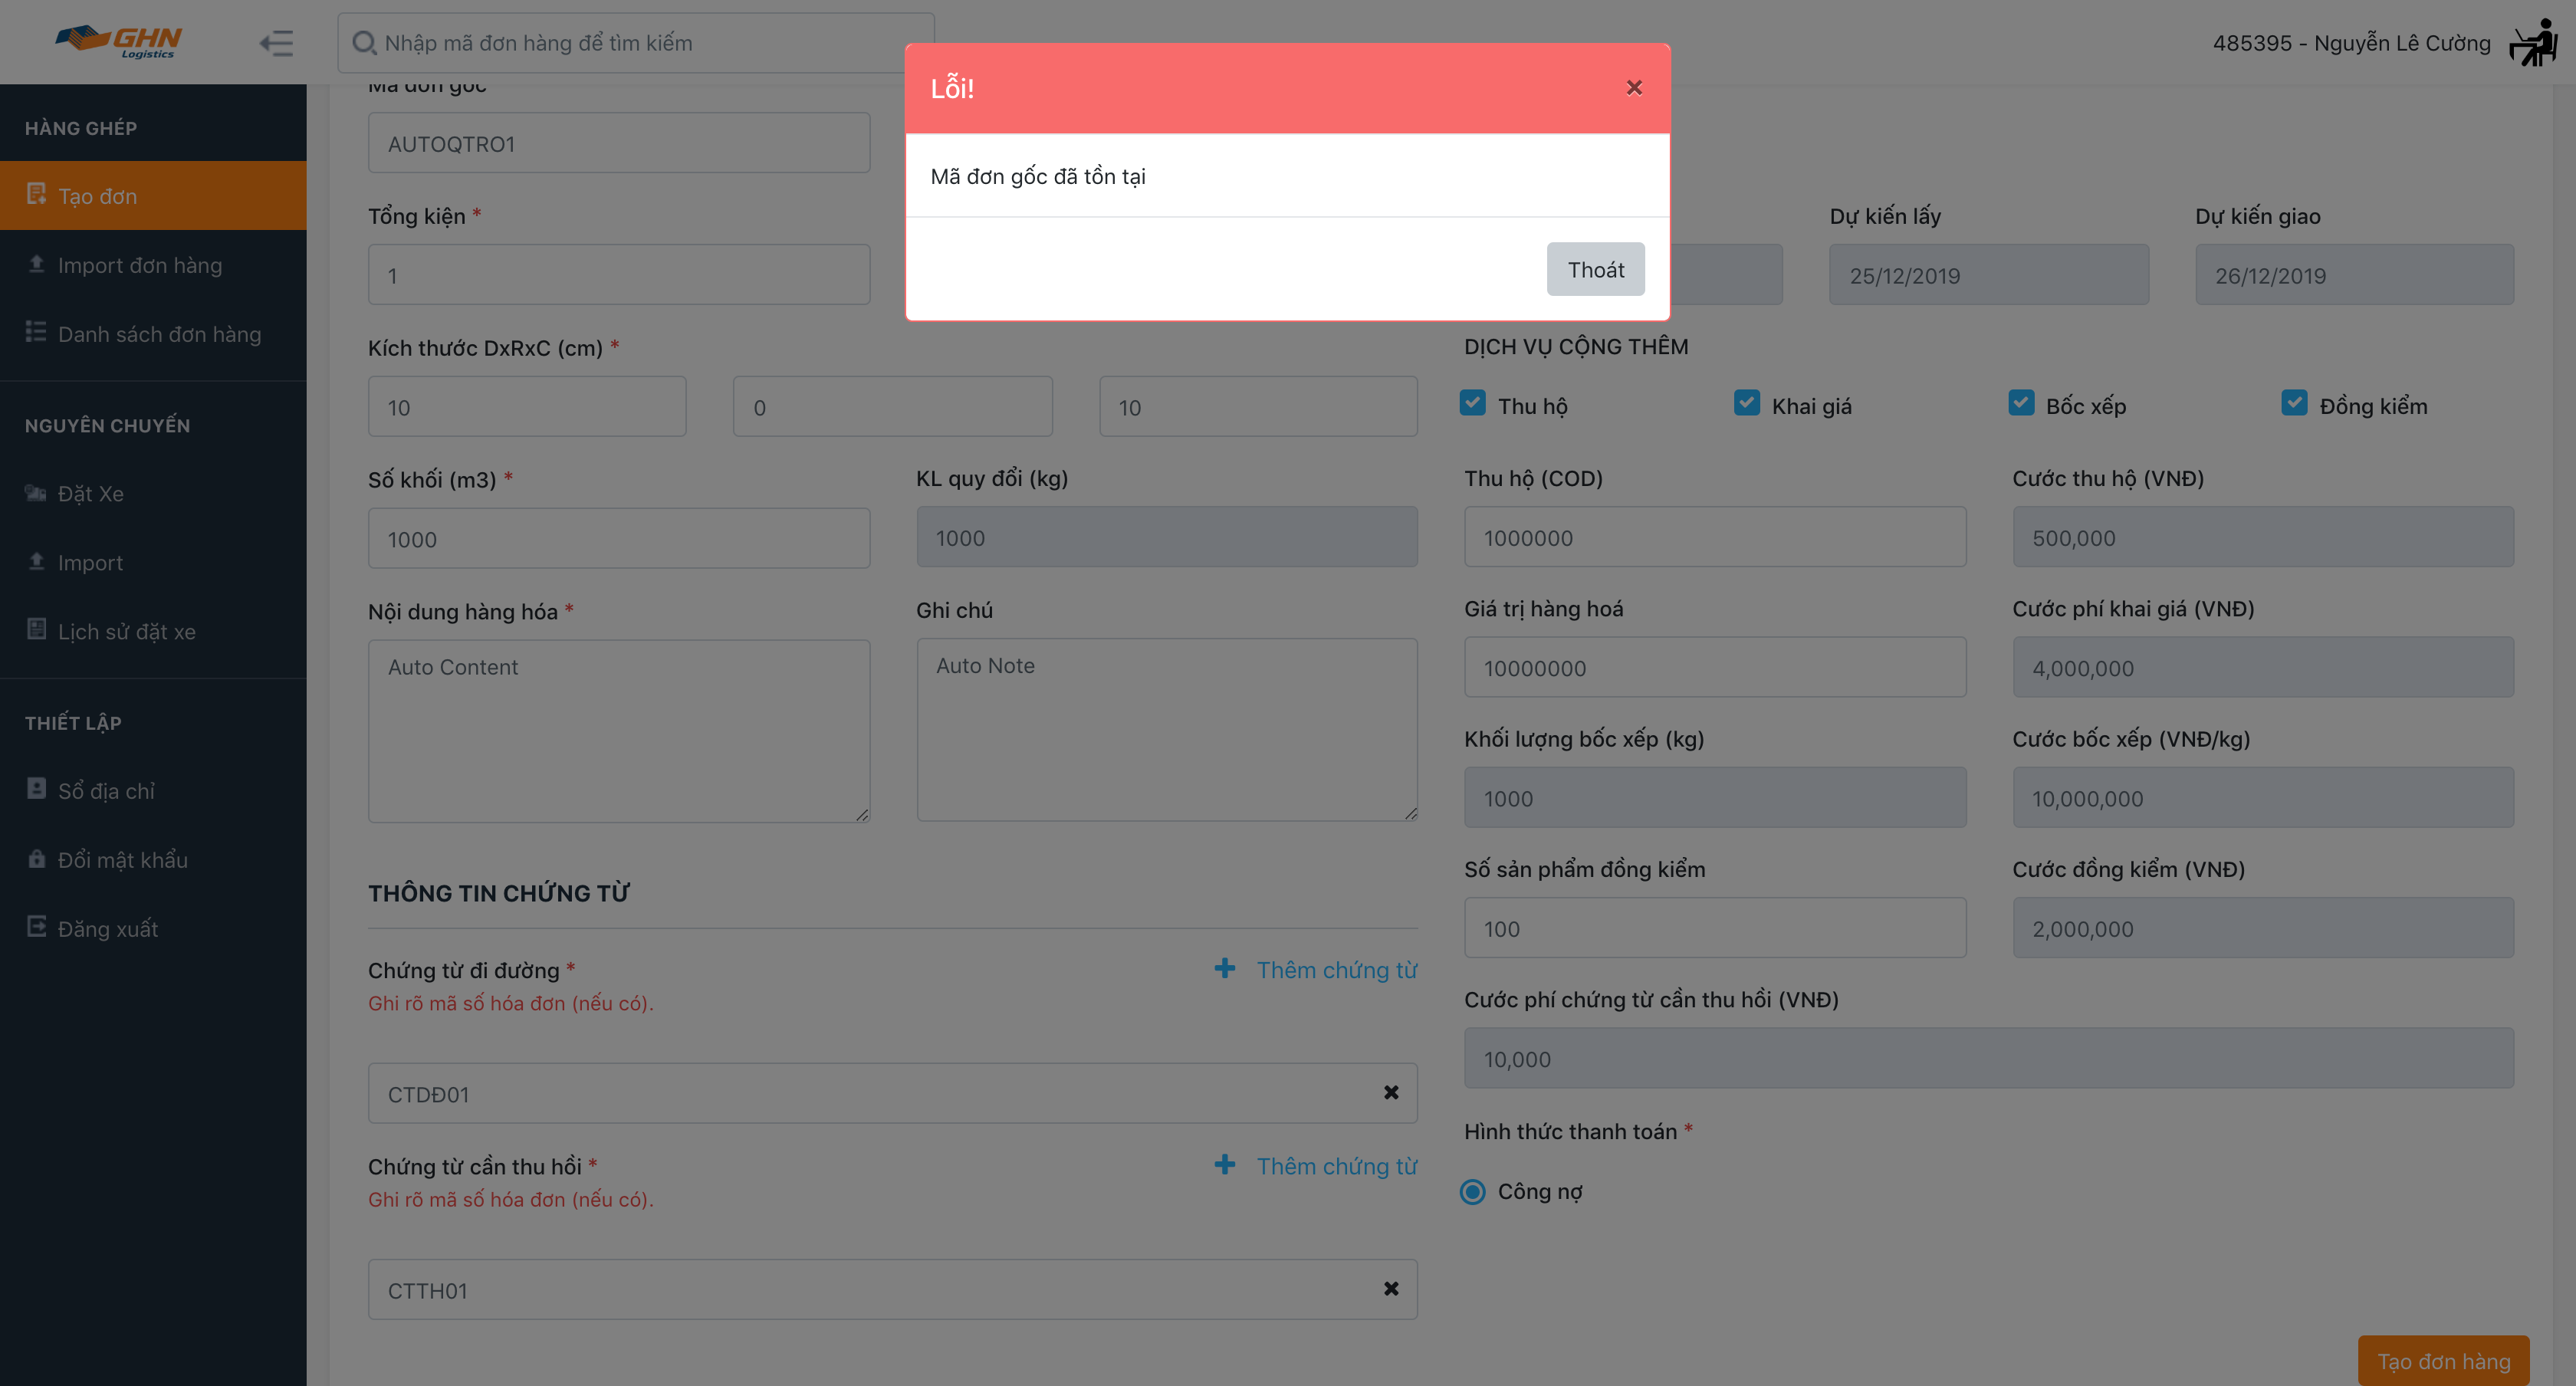 GHN
Logistics
Nhập mã đơn hàng để tìm kiếm
485395 - Nguyễn Lê Cường
HÀNG GHÉP
Tạo đơn
Import đơn hàng
Danh sách đơn hàng
NGUYÊN CHUYẾN
Đặt Xe
Import
Lịch sử đặt xe
THIẾT LẬP
Sổ địa chỉ
Đổi mật khẩu
Đăng xuất
Lỗi!
×
Mã đơn gốc đã tồn tại
Thoát
Mã đơn gốc
AUTOQTRO1
Tổng kiện *
1
Kích thước DxRxC (cm) *
10 0 10
Số khối (m3) * KL quy đổi (kg)
1000 1000
Nội dung hàng hóa * Ghi chú
Auto Content Auto Note
THÔNG TIN CHỨNG TỪ
Chứng từ đi đường * Thêm chứng từ
Ghi rõ mã số hóa đơn (nếu có).
CTDĐ01
Chứng từ cần thu hồi * Thêm chứng từ
Ghi rõ mã số hóa đơn (nếu có).
CTTH01
Dự kiến lấy Dự kiến giao
25/12/2019 26/12/2019
DỊCH VỤ CỘNG THÊM
Thu hộ Khai giá Bốc xếp Đồng kiểm
Thu hộ (COD) Cước thu hộ (VNĐ)
1000000 500,000
Giá trị hàng hoá Cước phí khai giá (VNĐ)
10000000 4,000,000
Khối lượng bốc xếp (kg) Cước bốc xếp (VNĐ/kg)
1000 10,000,000
Số sản phẩm đồng kiểm Cước đồng kiểm (VNĐ)
100 2,000,000
Cước phí chứng từ cần thu hồi (VNĐ)
10,000
Hình thức thanh toán *
Công nợ
Tạo đơn hàng